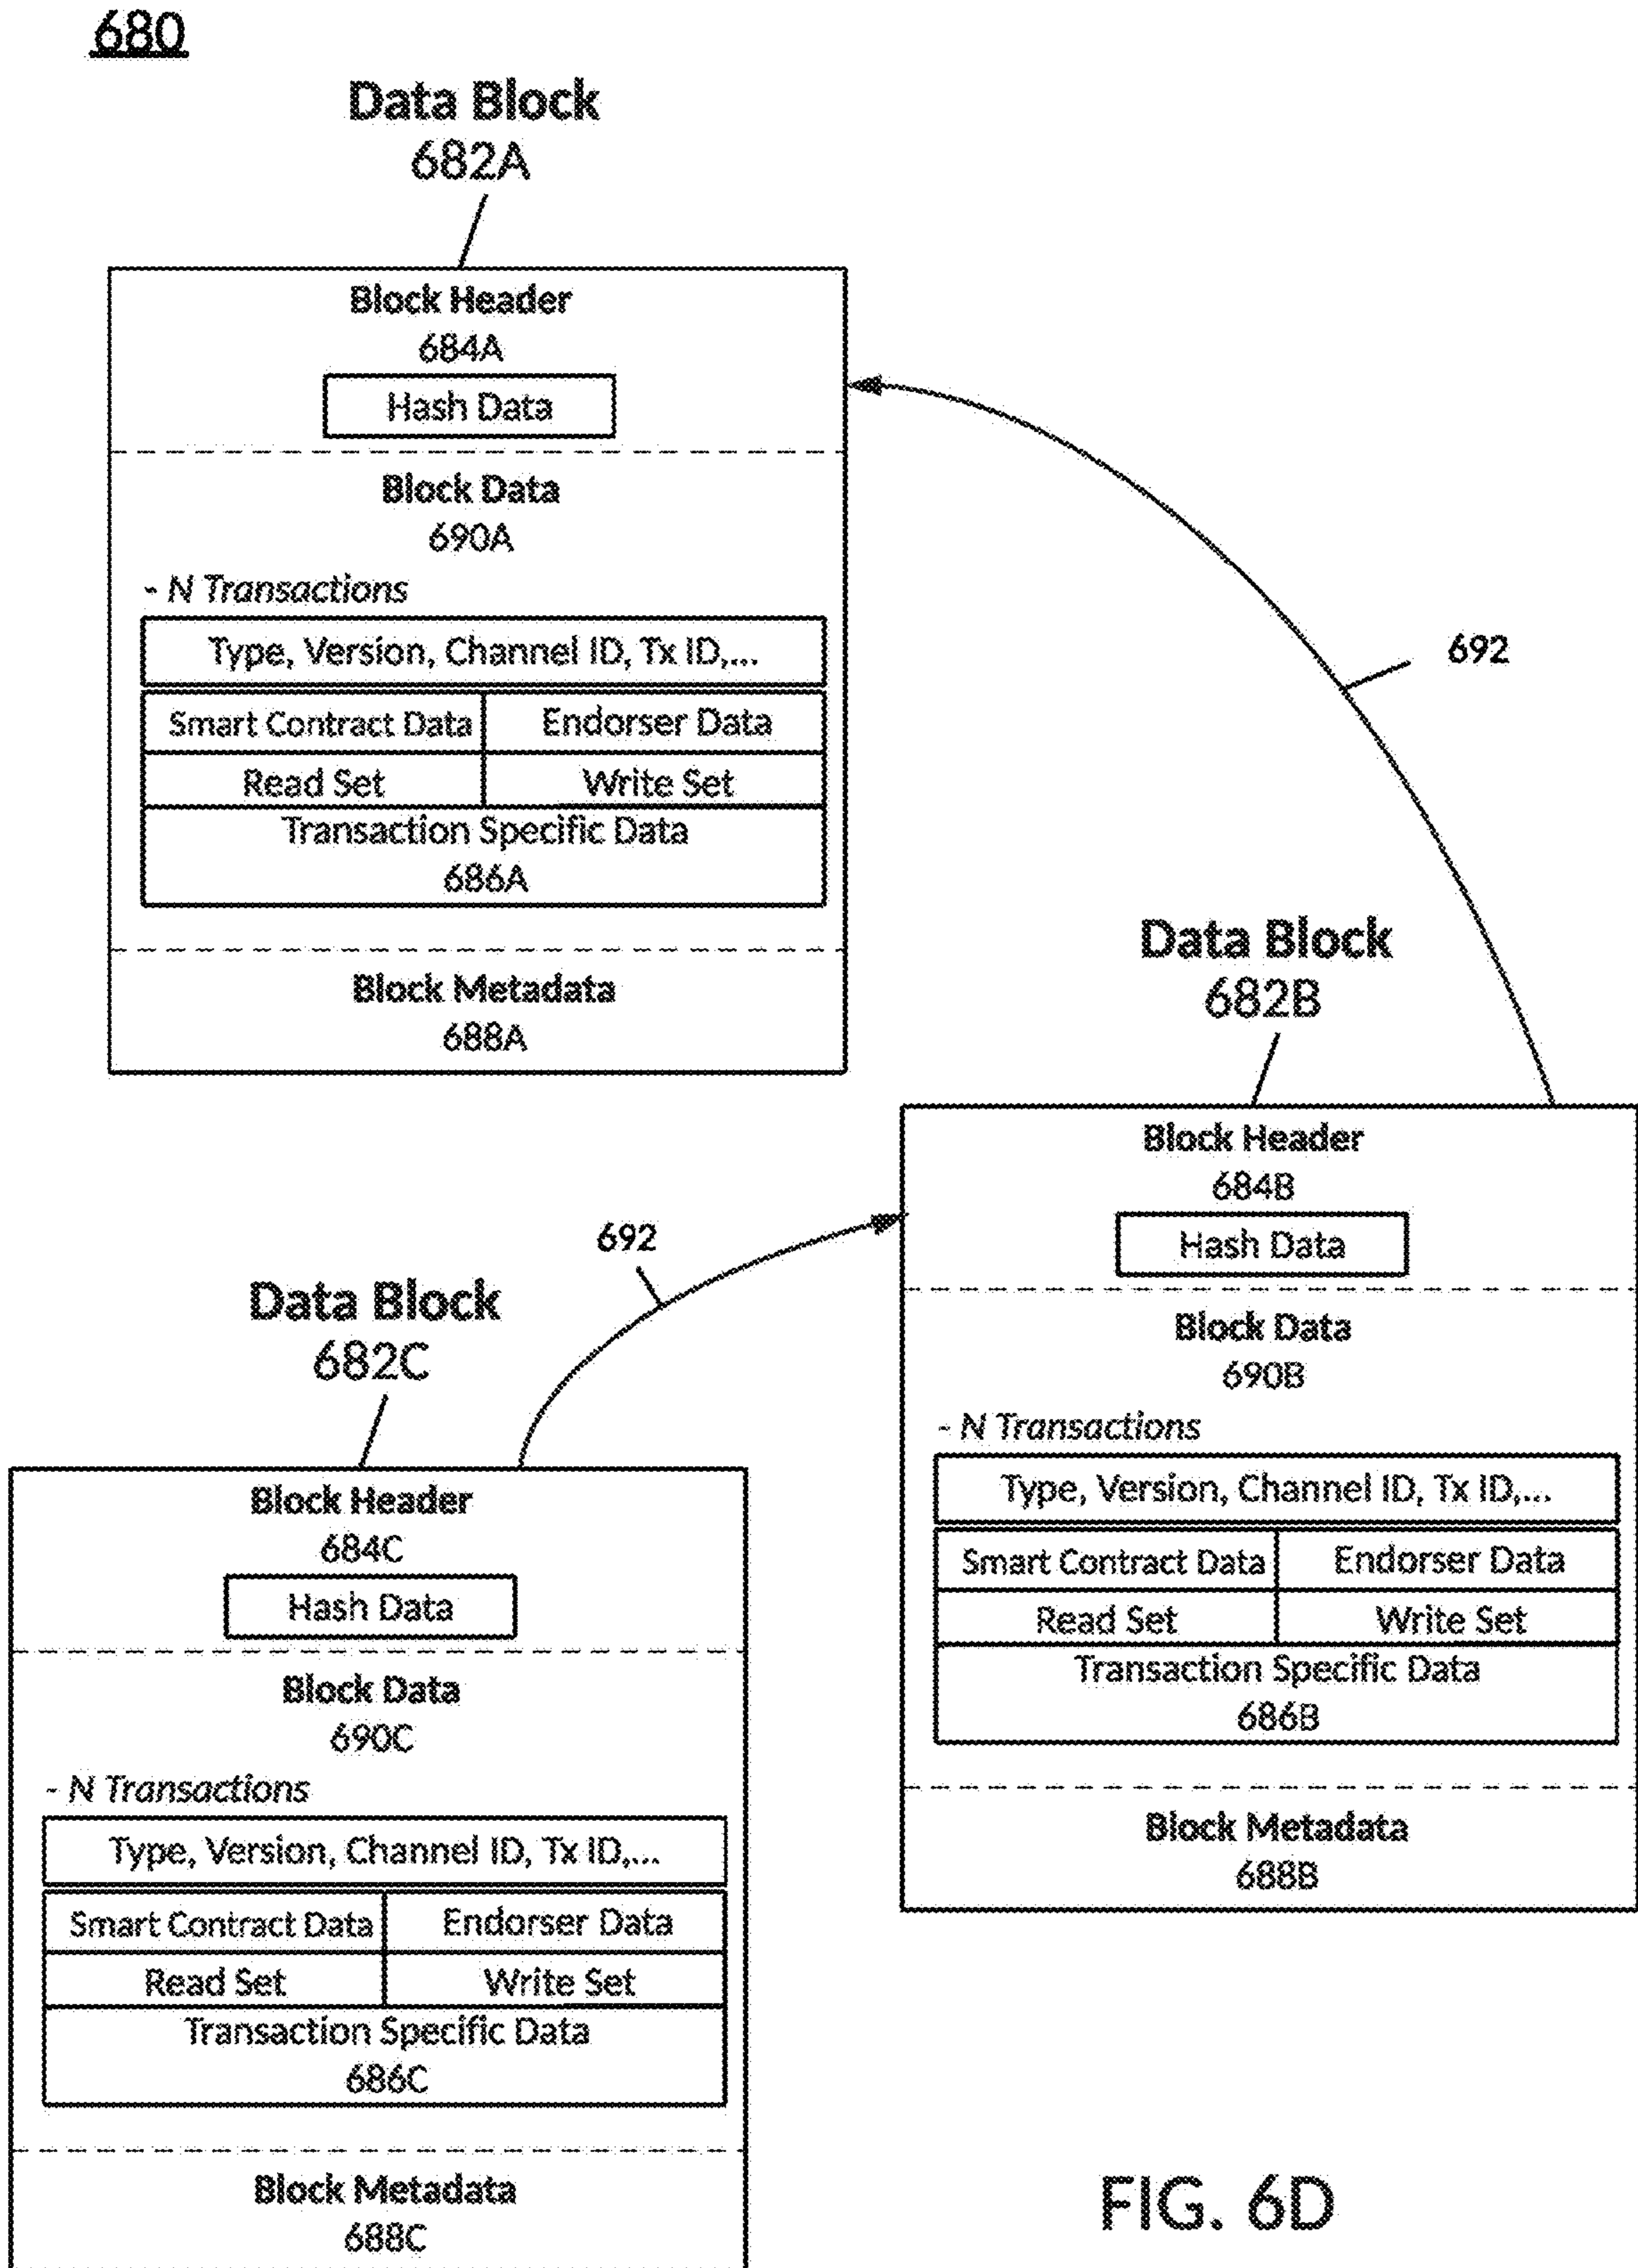 680
Data Block
682A
Block Header
684A
Hash Data
Block Data
690A
- N Transactions
Type, Version, Channel ID, Tx ID,...
Smart Contract Data Endorser Data
Read Set Write Set
Transaction Specific Data
686A
Block Metadata
688A
692
Data Block
682B
Block Header
684B
Hash Data
Block Data
690B
- N Transactions
Type, Version, Channel ID, Tx ID,...
Smart Contract Data Endorser Data
Read Set Write Set
Transaction Specific Data
686B
Block Metadata
688B
692
Data Block
682C
Block Header
684C
Hash Data
Block Data
690C
- N Transactions
Type, Version, Channel ID, Tx ID,...
Smart Contract Data Endorser Data
Read Set Write Set
Transaction Specific Data
686C
Block Metadata
688C
FIG. 6D